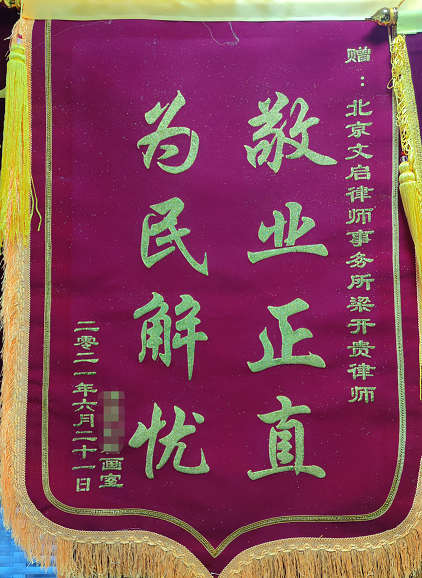 赠：北京文启律师事务所梁开贵律师
敬业正直
为民解忧
画室
二零二一年六月二十一日